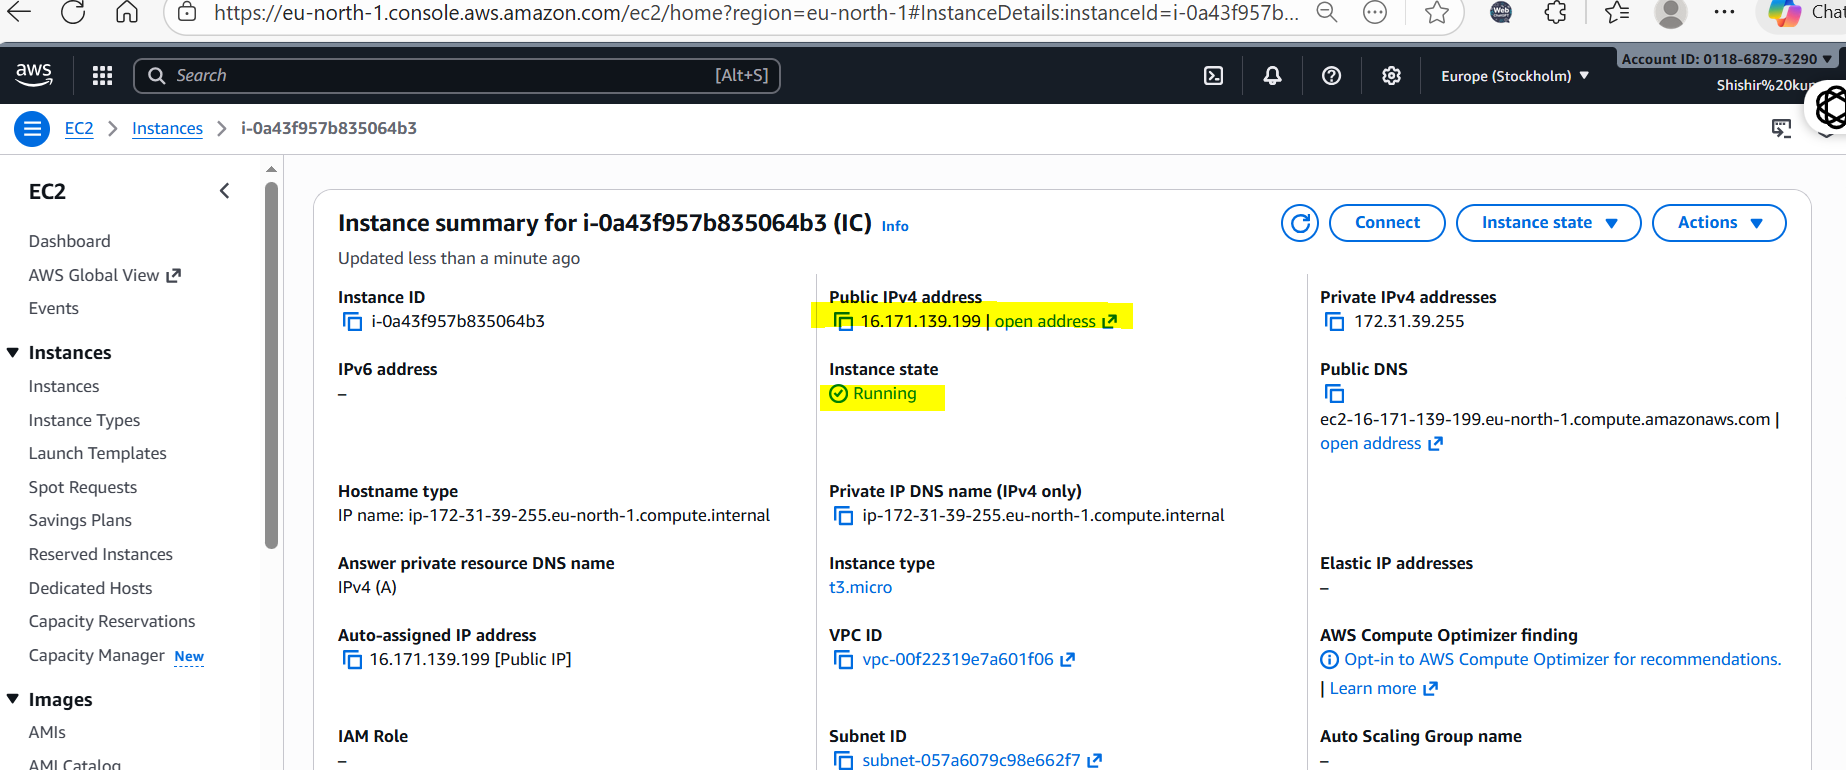 https://eu-north-1.console.aws.amazon.com/ec2/home?region=eu-north-1#InstanceDetails:instanceId=i-0a43f957b...
Web
aws
Search [Alt+S]
Europe (Stockholm)
Account ID: 0118-6879-3290
Shishir%20ku
EC2 > Instances > i-0a43f957b835064b3
EC2
Dashboard
AWS Global View
Events
Instances
Instances
Instance Types
Launch Templates
Spot Requests
Savings Plans
Reserved Instances
Dedicated Hosts
Capacity Reservations
Capacity Manager New
Images
AMIs
AMI Catalog
Instance summary for i-0a43f957b835064b3 (IC) Info
Connect
Instance state
Actions
Updated less than a minute ago
Instance ID
i-0a43f957b835064b3
Public IPv4 address
16.171.139.199 | open address
Private IPv4 addresses
172.31.39.255
IPv6 address
–
Instance state
Running
Public DNS
ec2-16-171-139-199.eu-north-1.compute.amazonaws.com |
open address
Hostname type
IP name: ip-172-31-39-255.eu-north-1.compute.internal
Private IP DNS name (IPv4 only)
ip-172-31-39-255.eu-north-1.compute.internal
Answer private resource DNS name
IPv4 (A)
Instance type
t3.micro
Elastic IP addresses
–
Auto-assigned IP address
16.171.139.199 [Public IP]
VPC ID
vpc-00f22319e7a601f06
AWS Compute Optimizer finding
Opt-in to AWS Compute Optimizer for recommendations.
| Learn more
IAM Role
–
Subnet ID
subnet-057a6079c98e662f7
Auto Scaling Group name
–